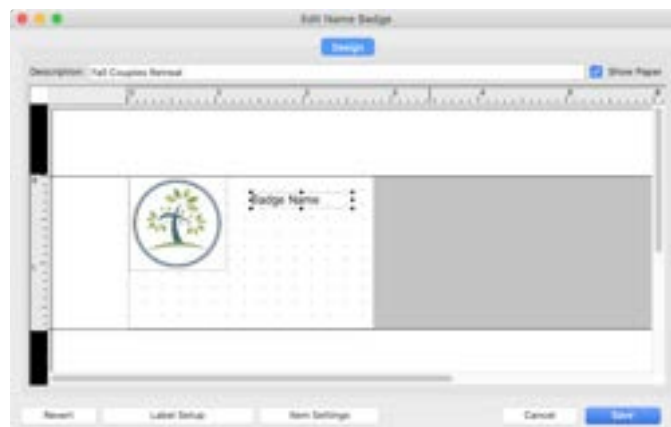 Edit Name Badge
Design
Description: Fall Couples Retreat
Show Paper
Badge Name
Revert
Label Setup
Item Settings
Cancel
Save